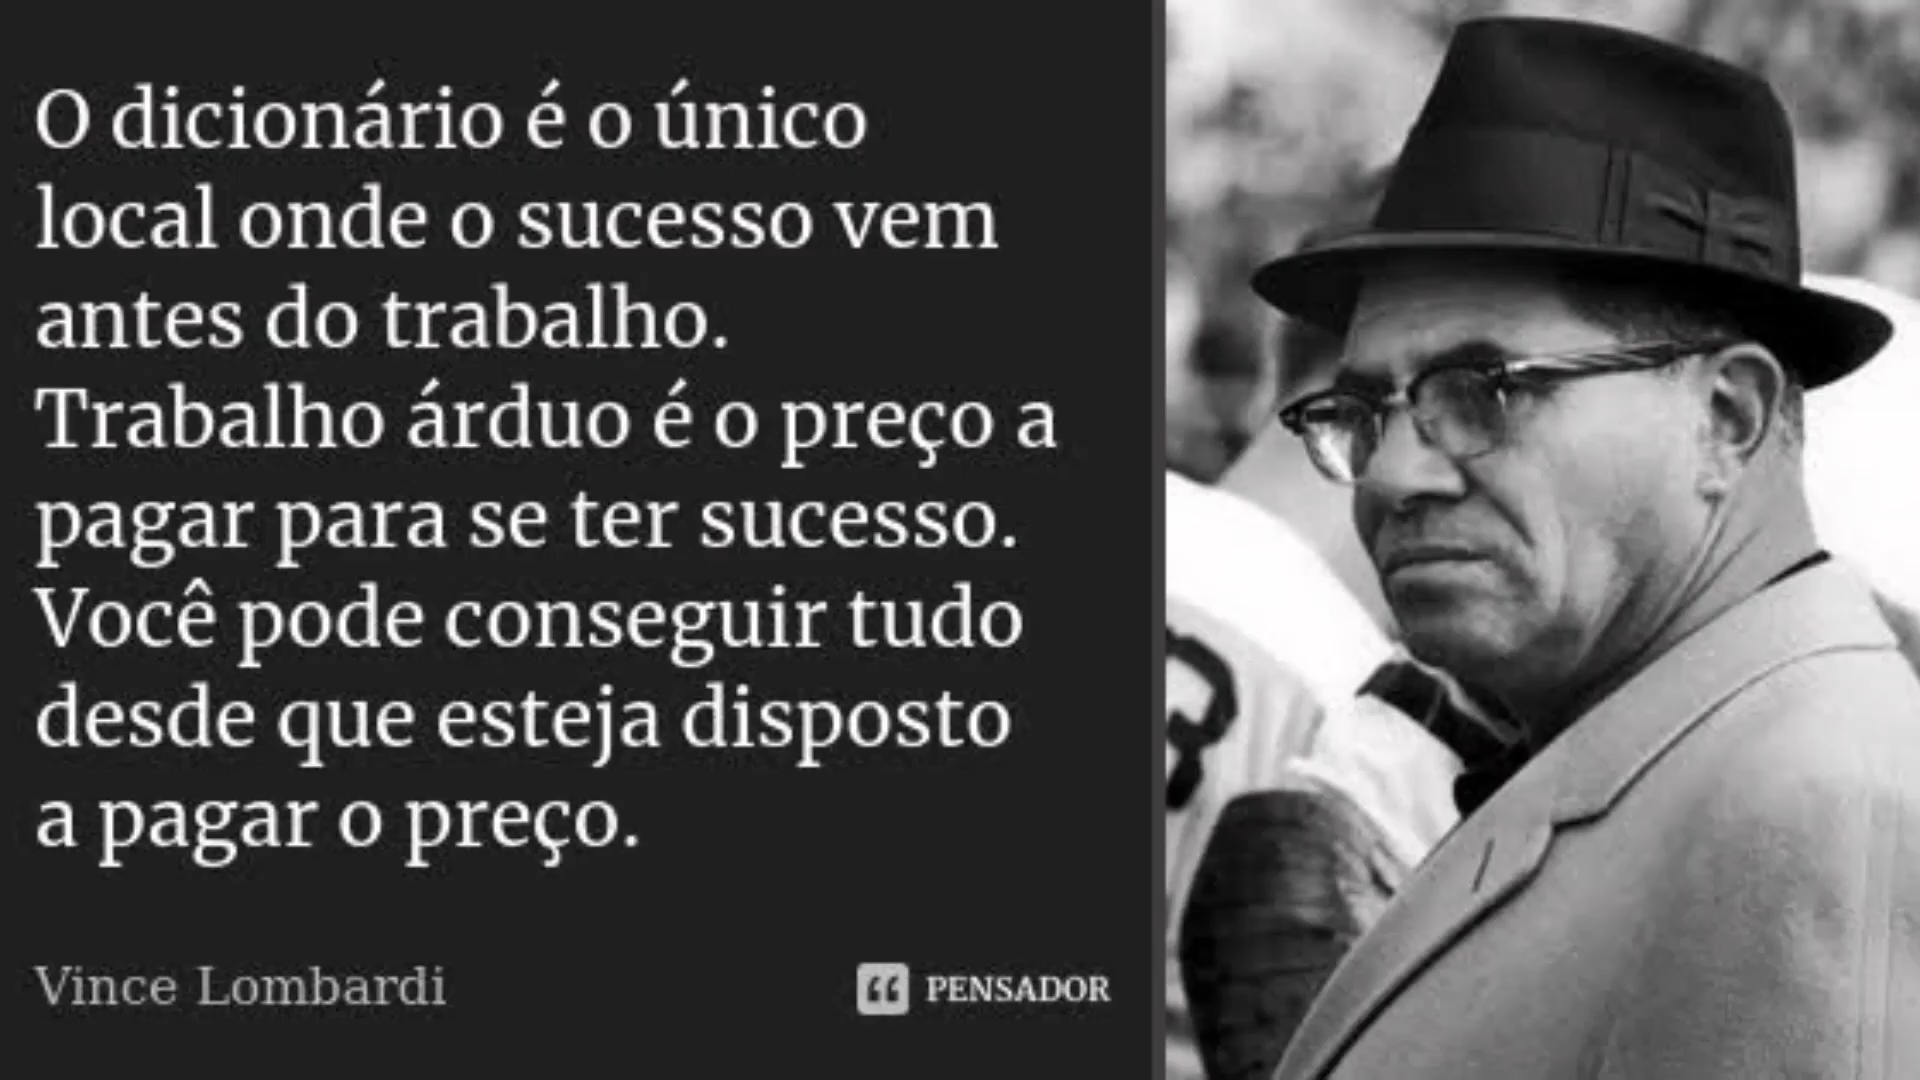 O dicionário é o único
local onde o sucesso vem
antes do trabalho.
Trabalho árduo é o preço a
pagar para se ter sucesso.
Você pode conseguir tudo
desde que esteja disposto
a pagar o preço.
Vince Lombardi
PENSADOR